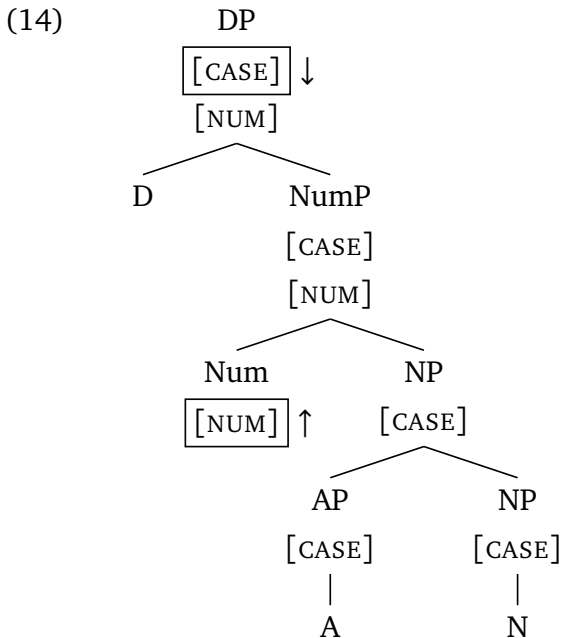 (14) DP
[CASE] ↓
[NUM]
D NumP
[CASE]
[NUM]
Num NP
[NUM] ↑ [CASE]
AP NP
[CASE] [CASE]
A N